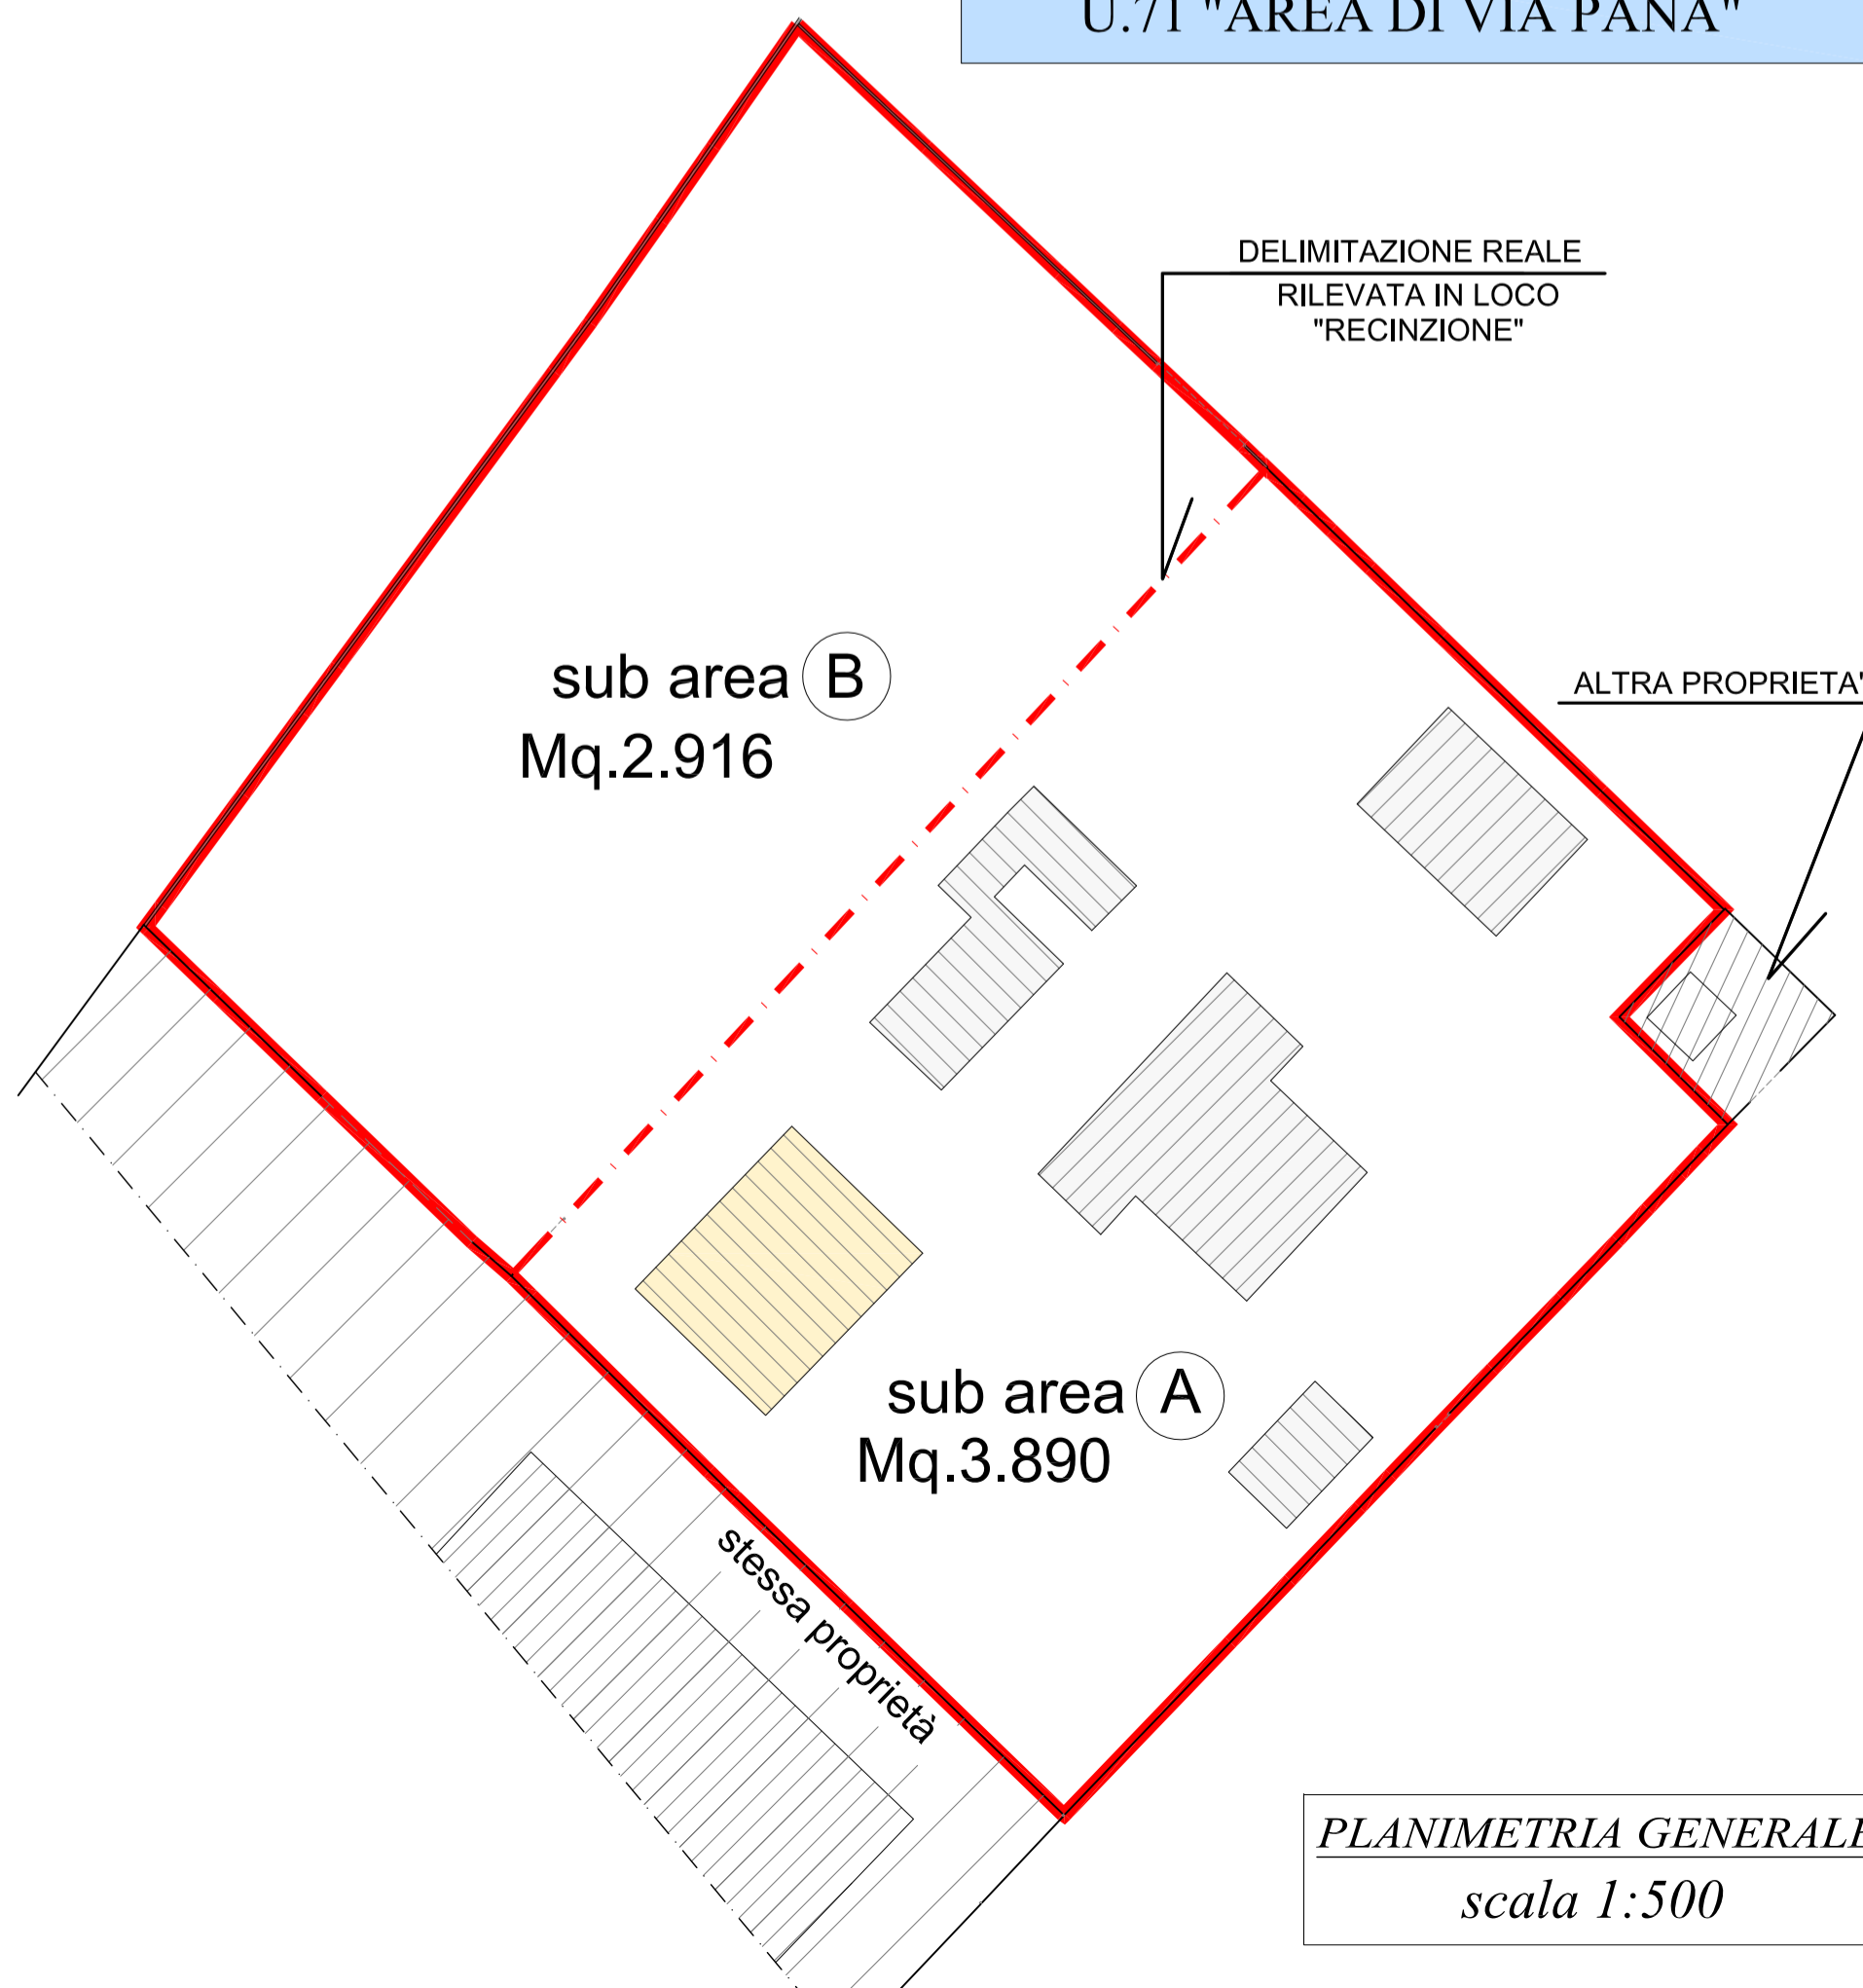 U.71 "AREA DI VIA PANA"
DELIMITAZIONE REALE
RILEVATA IN LOCO
"RECINZIONE"
ALTRA PROPRIETA'
sub area B
Mq.2.916
sub area A
Mq.3.890
stessa proprietà
PLANIMETRIA GENERALE
scala 1:500